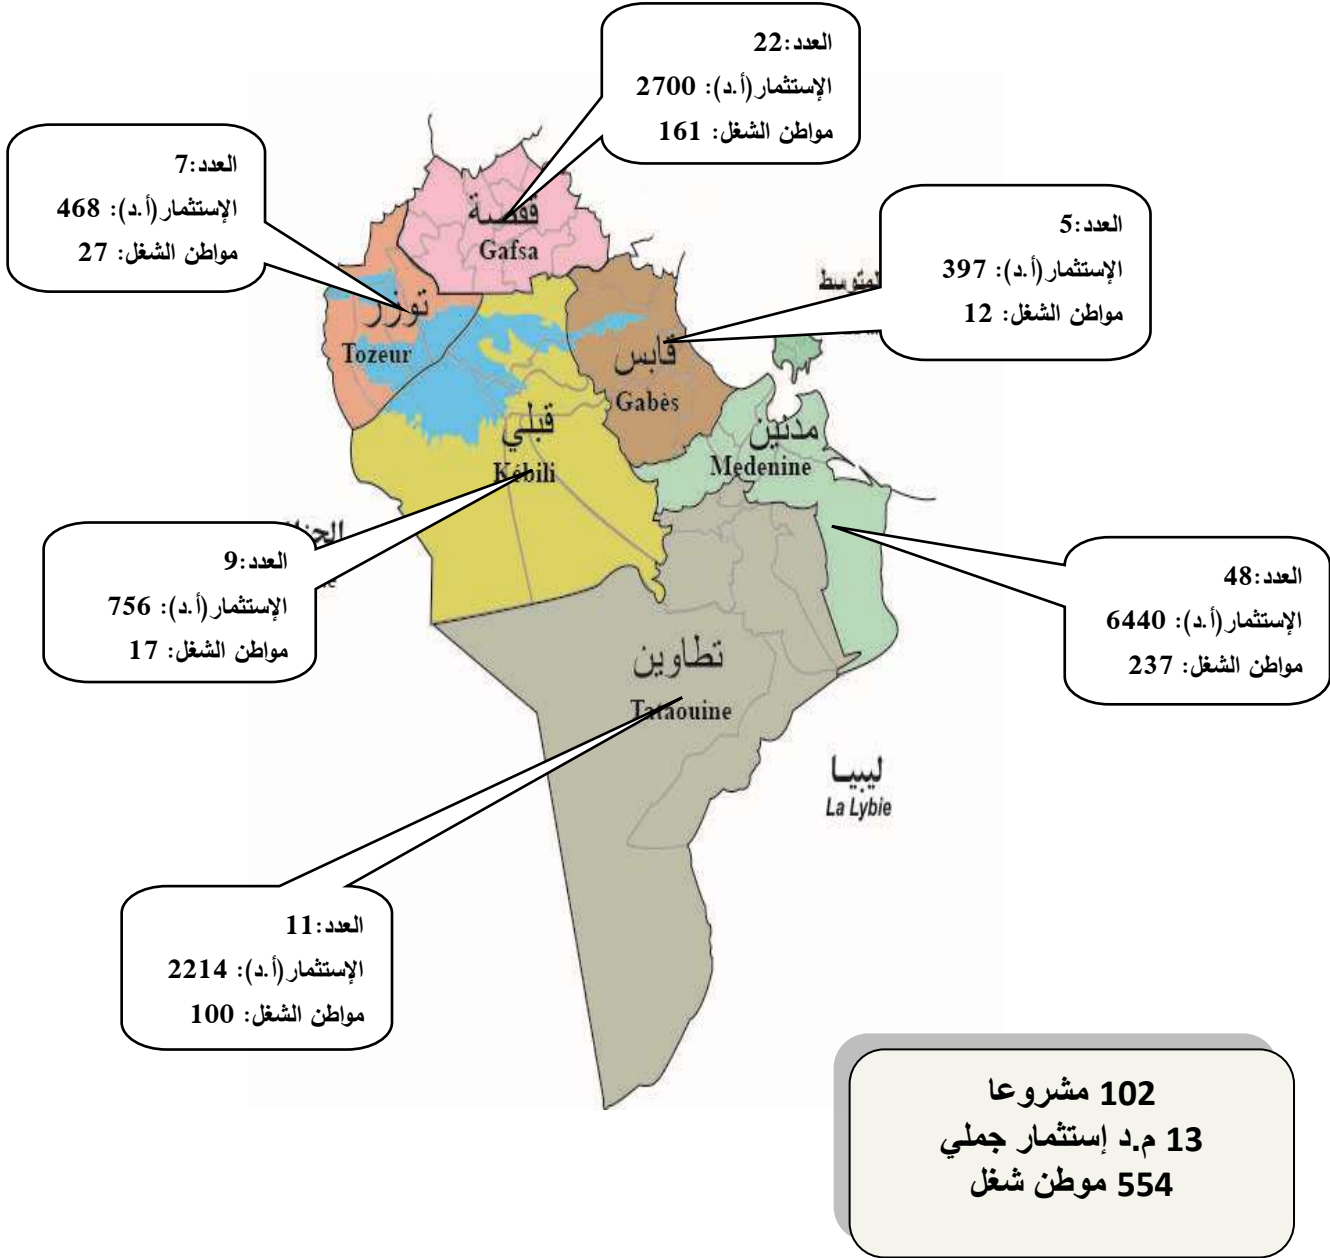 العدد:22
الإستثمار(أ.د): 2700
مواطن الشغل: 161
العدد:7
الإستثمار(أ.د): 468
مواطن الشغل: 27
العدد:5
الإستثمار(أ.د): 397
مواطن الشغل: 12
قفصة
Gafsa
توزر
Tozeur
المتوسط
قابس
Gabès
قبلي
Kébili
مدنين
Medenine
العدد:9
الإستثمار(أ.د): 756
مواطن الشغل: 17
العدد:48
الإستثمار(أ.د): 6440
مواطن الشغل: 237
تطاوين
Tataouine
ليبيا
La Lybie
العدد:11
الإستثمار(أ.د): 2214
مواطن الشغل: 100
102 مشروعا
13 م.د إستثمار جملي
554 موطن شغل